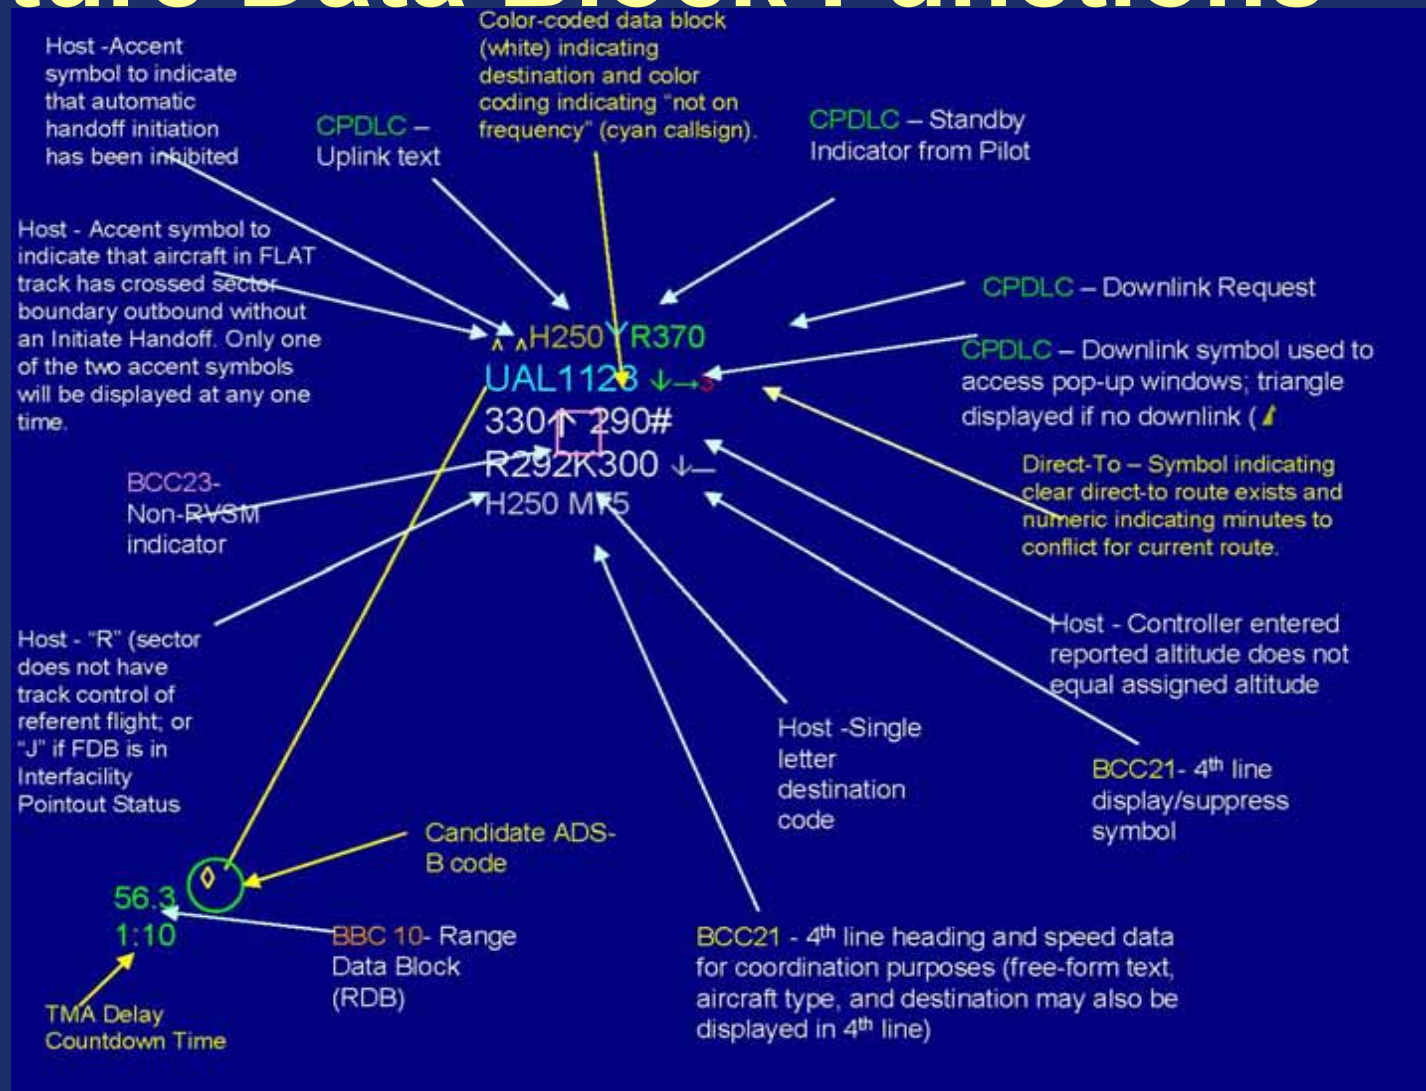 ture Data Block Functions
Host -Accent
symbol to indicate
that automatic
handoff initiation
has been inhibited
CPDLC –
Uplink text
Color-coded data block
(white) indicating
destination and color
coding indicating “not on
frequency” (cyan callsign).
CPDLC – Standby
Indicator from Pilot
Host - Accent symbol to
indicate that aircraft in FLAT
track has crossed sector
boundary outbound without
an Initiate Handoff. Only one
of the two accent symbols
will be displayed at any one
time.
CPDLC – Downlink Request
CPDLC – Downlink symbol used to
access pop-up windows; triangle
displayed if no downlink (
^ ^H250YR370
UAL1123 ↓→3
330↑ 290#
R292K300 ↓—
H250 M75
BCC23-
Non-RVSM
indicator
Direct-To – Symbol indicating
clear direct-to route exists and
numeric indicating minutes to
conflict for current route.
Host - “R” (sector
does not have
track control of
referent flight; or
“J” if FDB is in
Interfacility
Pointout Status
Host - Controller entered
reported altitude does not
equal assigned altitude
Host -Single
letter
destination
code
BCC21- 4th line
display/suppress
symbol
Candidate ADS-
B code
56.3
1:10
BBC 10- Range
Data Block
(RDB)
BCC21 - 4th line heading and speed data
for coordination purposes (free-form text,
aircraft type, and destination may also be
displayed in 4th line)
TMA Delay
Countdown Time